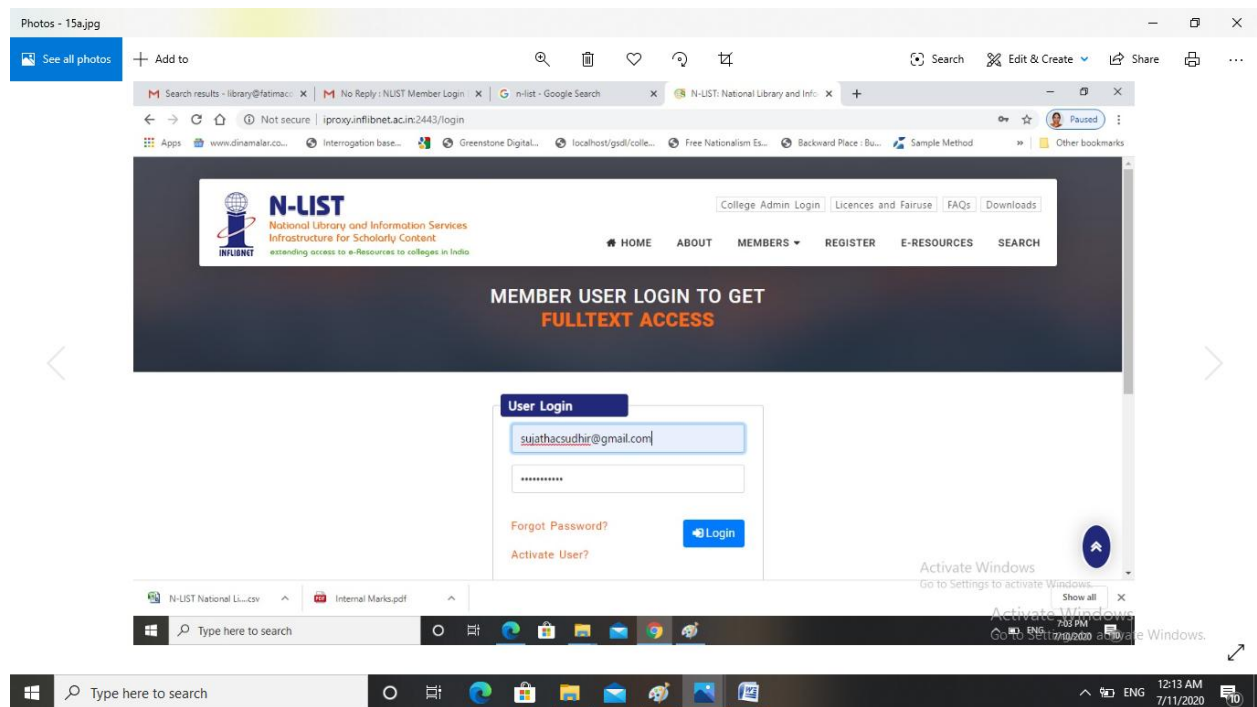 Photos - 15a.jpg
See all photos
Add to
Search
Edit & Create
Share
Search results - library@fatimac
No Reply : NLIST Member Login
n-list - Google Search
N-LIST: National Library and Info
Not secure | iproxy.inflibnet.ac.in:2443/login
Paused
Apps
www.dinamalar.co...
Interrogation base...
Greenstone Digital...
localhost/gsdl/colle...
Free Nationalism Es...
Backward Place : Bu...
Sample Method
»
Other bookmarks
INFLIBNET
N-LIST
National Library and Information Services
Infrastructure for Scholarly Content
extending access to e-Resources to colleges in India
College Admin Login
Licences and Fairuse
FAQs
Downloads
HOME
ABOUT
MEMBERS
REGISTER
E-RESOURCES
SEARCH
MEMBER USER LOGIN TO GET
FULLTEXT ACCESS
User Login
sujathacsudhir@gmail.com
Forgot Password?
Login
Activate User?
Activate Windows
Go to Settings to activate Windows.
N-LIST National Li....csv
Internal Marks.pdf
Show all
Type here to search
ENG
7:03 PM
7/10/2020
Activate Windows
Go to Settings to activate Windows.
Type here to search
ENG
12:13 AM
7/11/2020
10